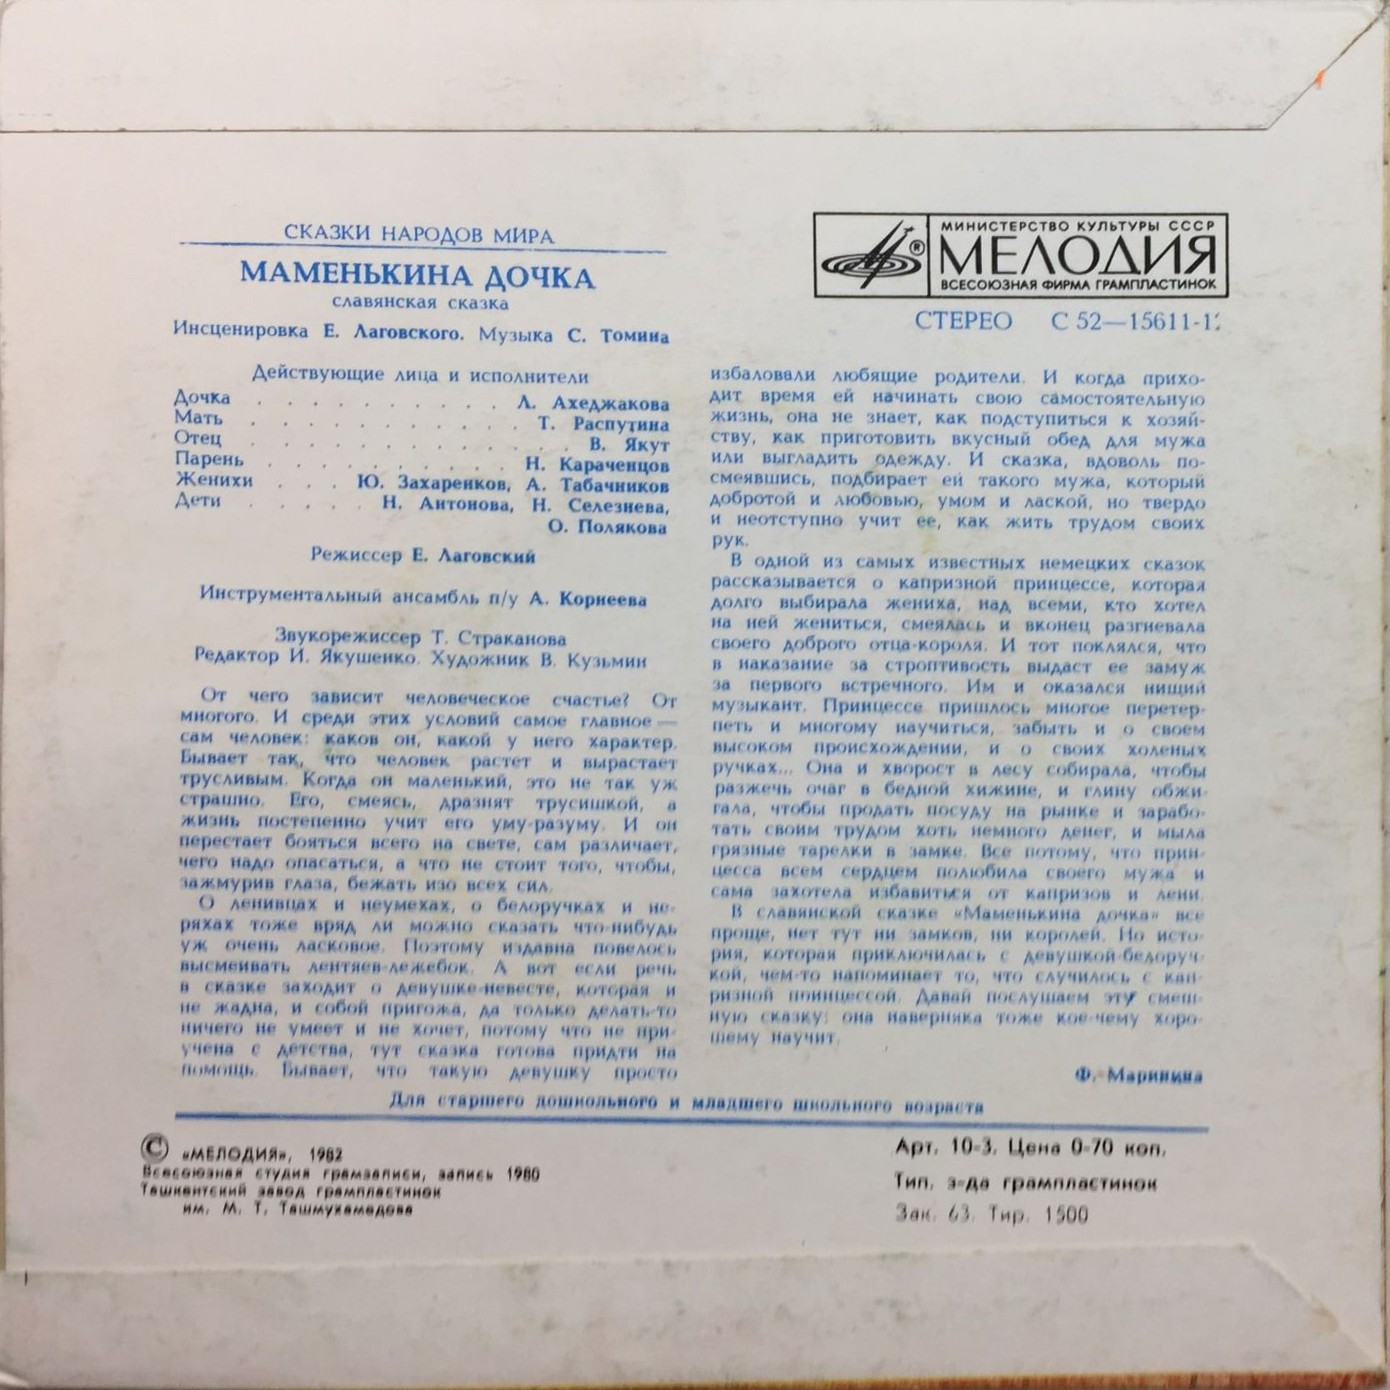 СКАЗКИ НАРОДОВ МИРА
МАМЕНЬКИНА ДОЧКА
славянская сказка
Инсценировка Е. Лаговского. Музыка С. Томина
Действующие лица и исполнители
Дочка . . . . . . . . . . . Л. Ахеджакова
Мать . . . . . . . . . . . . Т. Распутина
Отец . . . . . . . . . . . . . В. Якут
Парень . . . . . . . . . . Н. Караченцов
Женихи . . . Ю. Захаренков, А. Табачников
Дети . . . . . Н. Антонова, Н. Селезнева,
О. Полякова
Режиссер Е. Лаговский
Инструментальный ансамбль п/у А. Корнеева
Звукорежиссер Т. Страканова
Редактор И. Якушенко. Художник В. Кузьмин
От чего зависит человеческое счастье? От
многого. И среди этих условий самое главное —
сам человек: каков он, какой у него характер.
Бывает так, что человек растет и вырастает
трусливым. Когда он маленький, это не так уж
страшно. Его, смеясь, дразнят трусишкой, а
жизнь постепенно учит его уму-разуму. И он
перестает бояться всего на свете, сам различает,
чего надо опасаться, а что не стоит того, чтобы,
зажмурив глаза, бежать изо всех сил.
О ленивцах и неумехах, о белоручках и не-
ряхах тоже вряд ли можно сказать что-нибудь
уж очень ласковое. Поэтому издавна повелось
высмеивать лентяев-лежебок. А вот если речь
в сказке заходит о девушке-невесте, которая и
не жадна, и собой пригожа, да только делать-то
ничего не умеет и не хочет, потому что не при-
учена с детства, тут сказка готова придти на
помощь. Бывает, что такую девушку просто
МИНИСТЕРСТВО КУЛЬТУРЫ СССР
МЕЛОДИЯ
ВСЕСОЮЗНАЯ ФИРМА ГРАМПЛАСТИНОК
®
СТЕРЕО С 52—15611-12
избаловали любящие родители. И когда прихо-
дит время ей начинать свою самостоятельную
жизнь, она не знает, как подступиться к хозяй-
ству, как приготовить вкусный обед для мужа
или выгладить одежду. И сказка, вдоволь по-
смеявшись, подбирает ей такого мужа, который
добротой и любовью, умом и лаской, но твердо
и неотступно учит ее, как жить трудом своих
рук.
В одной из самых известных немецких сказок
рассказывается о капризной принцессе, которая
долго выбирала жениха, над всеми, кто хотел
на ней жениться, смеялась и вконец разгневала
своего доброго отца-короля. И тот поклялся, что
в наказание за строптивость выдаст ее замуж
за первого встречного. Им и оказался нищий
музыкант. Принцессе пришлось многое перетер-
петь и многому научиться, забыть и о своем
высоком происхождении, и о своих холеных
ручках... Она и хворост в лесу собирала, чтобы
разжечь очаг в бедной хижине, и глину обжи-
гала, чтобы продать посуду на рынке и зарабо-
тать своим трудом хоть немного денег, и мыла
грязные тарелки в замке. Все потому, что прин-
цесса всем сердцем полюбила своего мужа и
сама захотела избавиться от капризов и лени.
В славянской сказке «Маменькина дочка» все
проще, нет тут ни замков, ни королей. Но исто-
рия, которая приключилась с девушкой-белоруч-
кой, чем-то напоминает то, что случилось с кап-
ризной принцессой. Давай послушаем эту смеш-
ную сказку: она наверняка тоже кое-чему хоро-
шему научит.
Ф. Маринина
Для старшего дошкольного и младшего школьного возраста
© «МЕЛОДИЯ», 1982
Всесоюзная студия грамзаписи, запись 1980
Ташкентский завод грампластинок
им. М. Т. Ташмухамедова
Арт. 10-3. Цена 0-70 коп.
Тип. з-да грампластинок
Зак. 63. Тир. 1500